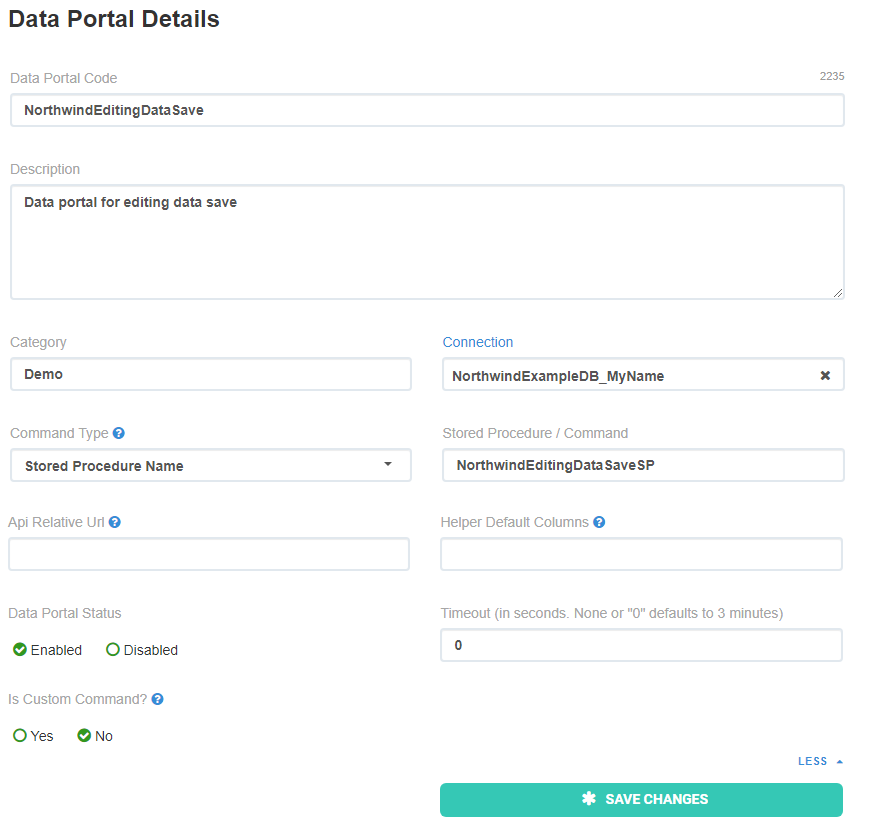 Data Portal Details
Data Portal Code 2235
NorthwindEditingDataSave
Description
Data portal for editing data save
Category Connection
Demo NorthwindExampleDB_MyName
Command Type Stored Procedure / Command
Stored Procedure Name NorthwindEditingDataSaveSP
Api Relative Url Helper Default Columns
Data Portal Status Timeout (in seconds. None or "0" defaults to 3 minutes)
Enabled Disabled 0
Is Custom Command?
Yes No
LESS
SAVE CHANGES